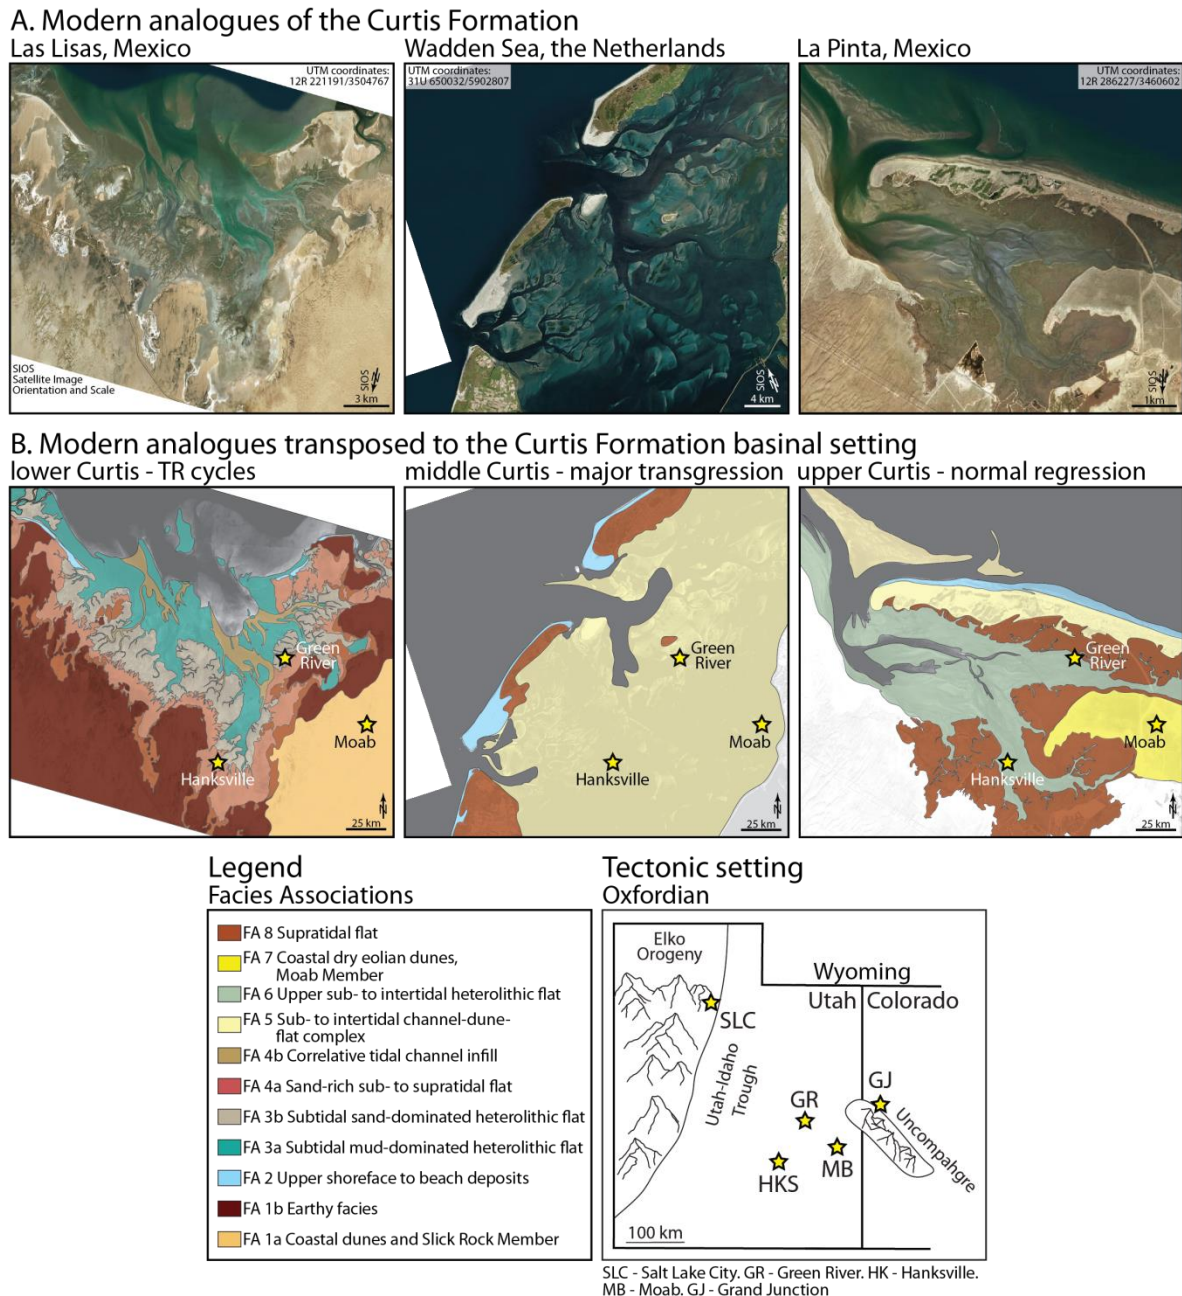 A. Modern analogues of the Curtis Formation
Las Lisas, Mexico
Wadden Sea, the Netherlands
La Pinta, Mexico
UTM coordinates:
12R 221191/3504767
UTM coordinates:
31U 650032/5902807
UTM coordinates:
12R 286227/3460602
SIOS
Satellite Image
Orientation and Scale
SIOS
N
3 km
SIOS
N
4 km
SIOS
N
1km
B. Modern analogues transposed to the Curtis Formation basinal setting
lower Curtis - TR cycles
middle Curtis - major transgression
upper Curtis - normal regression
Green
River
Moab
Hanksville
N
25 km
Green
River
Moab
Hanksville
N
25 km
Green
River
Moab
Hanksville
N
25 km
Legend
Facies Associations
FA 8 Supratidal flat
FA 7 Coastal dry eolian dunes,
Moab Member
FA 6 Upper sub- to intertidal heterolithic flat
FA 5 Sub- to intertidal channel-dune-
flat complex
FA 4b Correlative tidal channel infill
FA 4a Sand-rich sub- to supratidal flat
FA 3b Subtidal sand-dominated heterolithic flat
FA 3a Subtidal mud-dominated heterolithic flat
FA 2 Upper shoreface to beach deposits
FA 1b Earthy facies
FA 1a Coastal dunes and Slick Rock Member
Tectonic setting
Oxfordian
Elko
Orogeny
Wyoming
Utah
Colorado
SLC
Utah-Idaho
Trough
GJ
GR
Uncompahgre
MB
HKS
100 km
SLC - Salt Lake City. GR - Green River. HK - Hanksville.
MB - Moab. GJ - Grand Junction